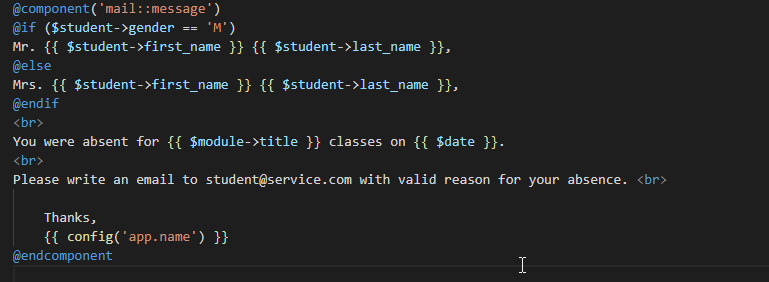 @component('mail::message')
@if ($student->gender == 'M')
Mr. {{ $student->first_name }} {{ $student->last_name }},
@else
Mrs. {{ $student->first_name }} {{ $student->last_name }},
@endif
<br>
You were absent for {{ $module->title }} classes on {{ $date }}.
<br>
Please write an email to student@service.com with valid reason for your absence. <br>
Thanks,
{{ config('app.name') }}
@endcomponent